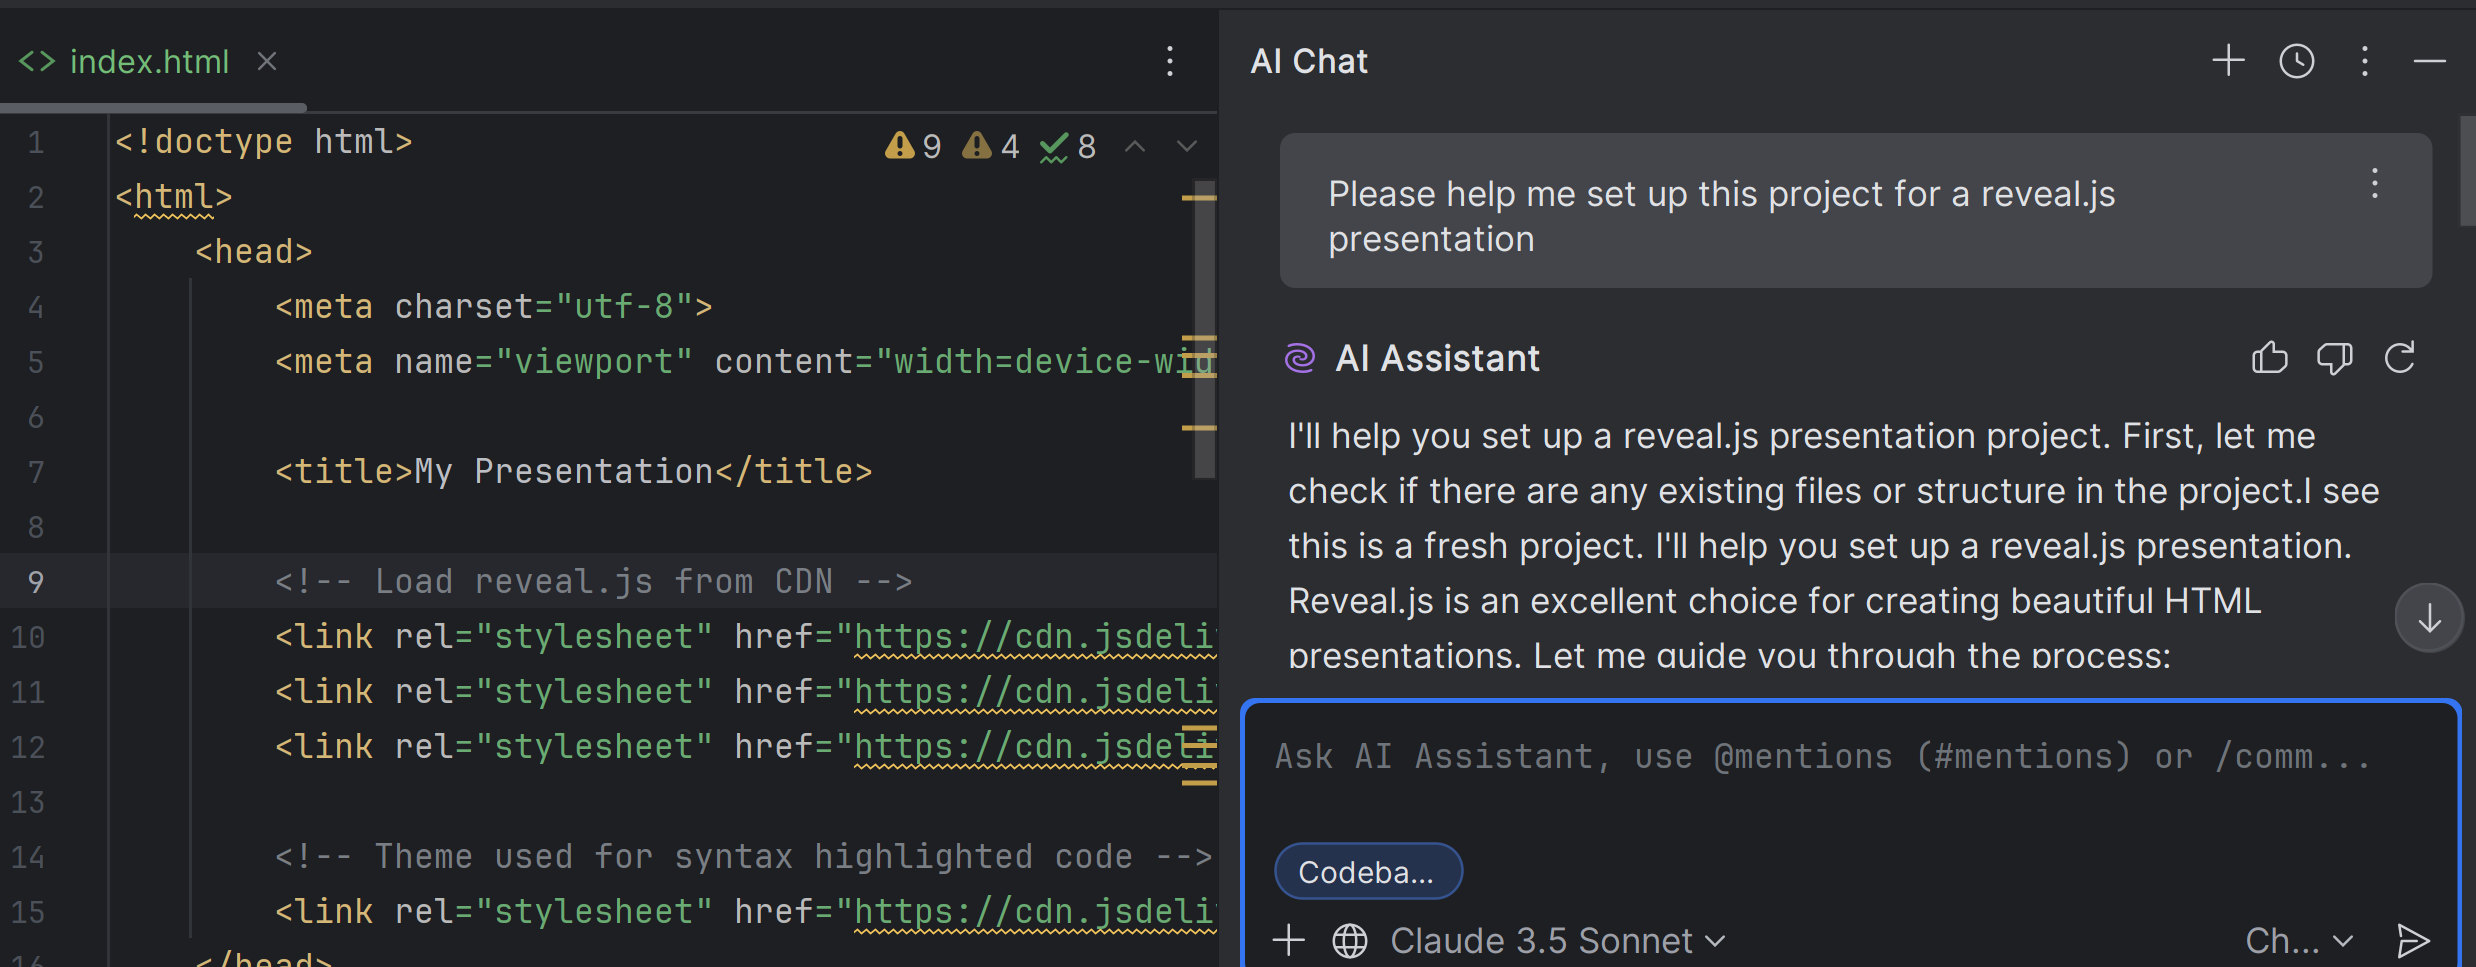 index.html
1 <!doctype html>
9 4 8
2 <html>
3 <head>
4 <meta charset="utf-8">
5 <meta name="viewport" content="width=device-wid
6
7 <title>My Presentation</title>
8
9 <!-- Load reveal.js from CDN -->
10 <link rel="stylesheet" href="https://cdn.jsdeli
11 <link rel="stylesheet" href="https://cdn.jsdeli
12 <link rel="stylesheet" href="https://cdn.jsdeli
13
14 <!-- Theme used for syntax highlighted code -->
15 <link rel="stylesheet" href="https://cdn.jsdeli
16 </head>
AI Chat
Please help me set up this project for a reveal.js
presentation
AI Assistant
I'll help you set up a reveal.js presentation project. First, let me
check if there are any existing files or structure in the project.I see
this is a fresh project. I'll help you set up a reveal.js presentation.
Reveal.js is an excellent choice for creating beautiful HTML
presentations. Let me guide you through the process:
Ask AI Assistant, use @mentions (#mentions) or /comm...
Codeba...
Claude 3.5 Sonnet
Ch...